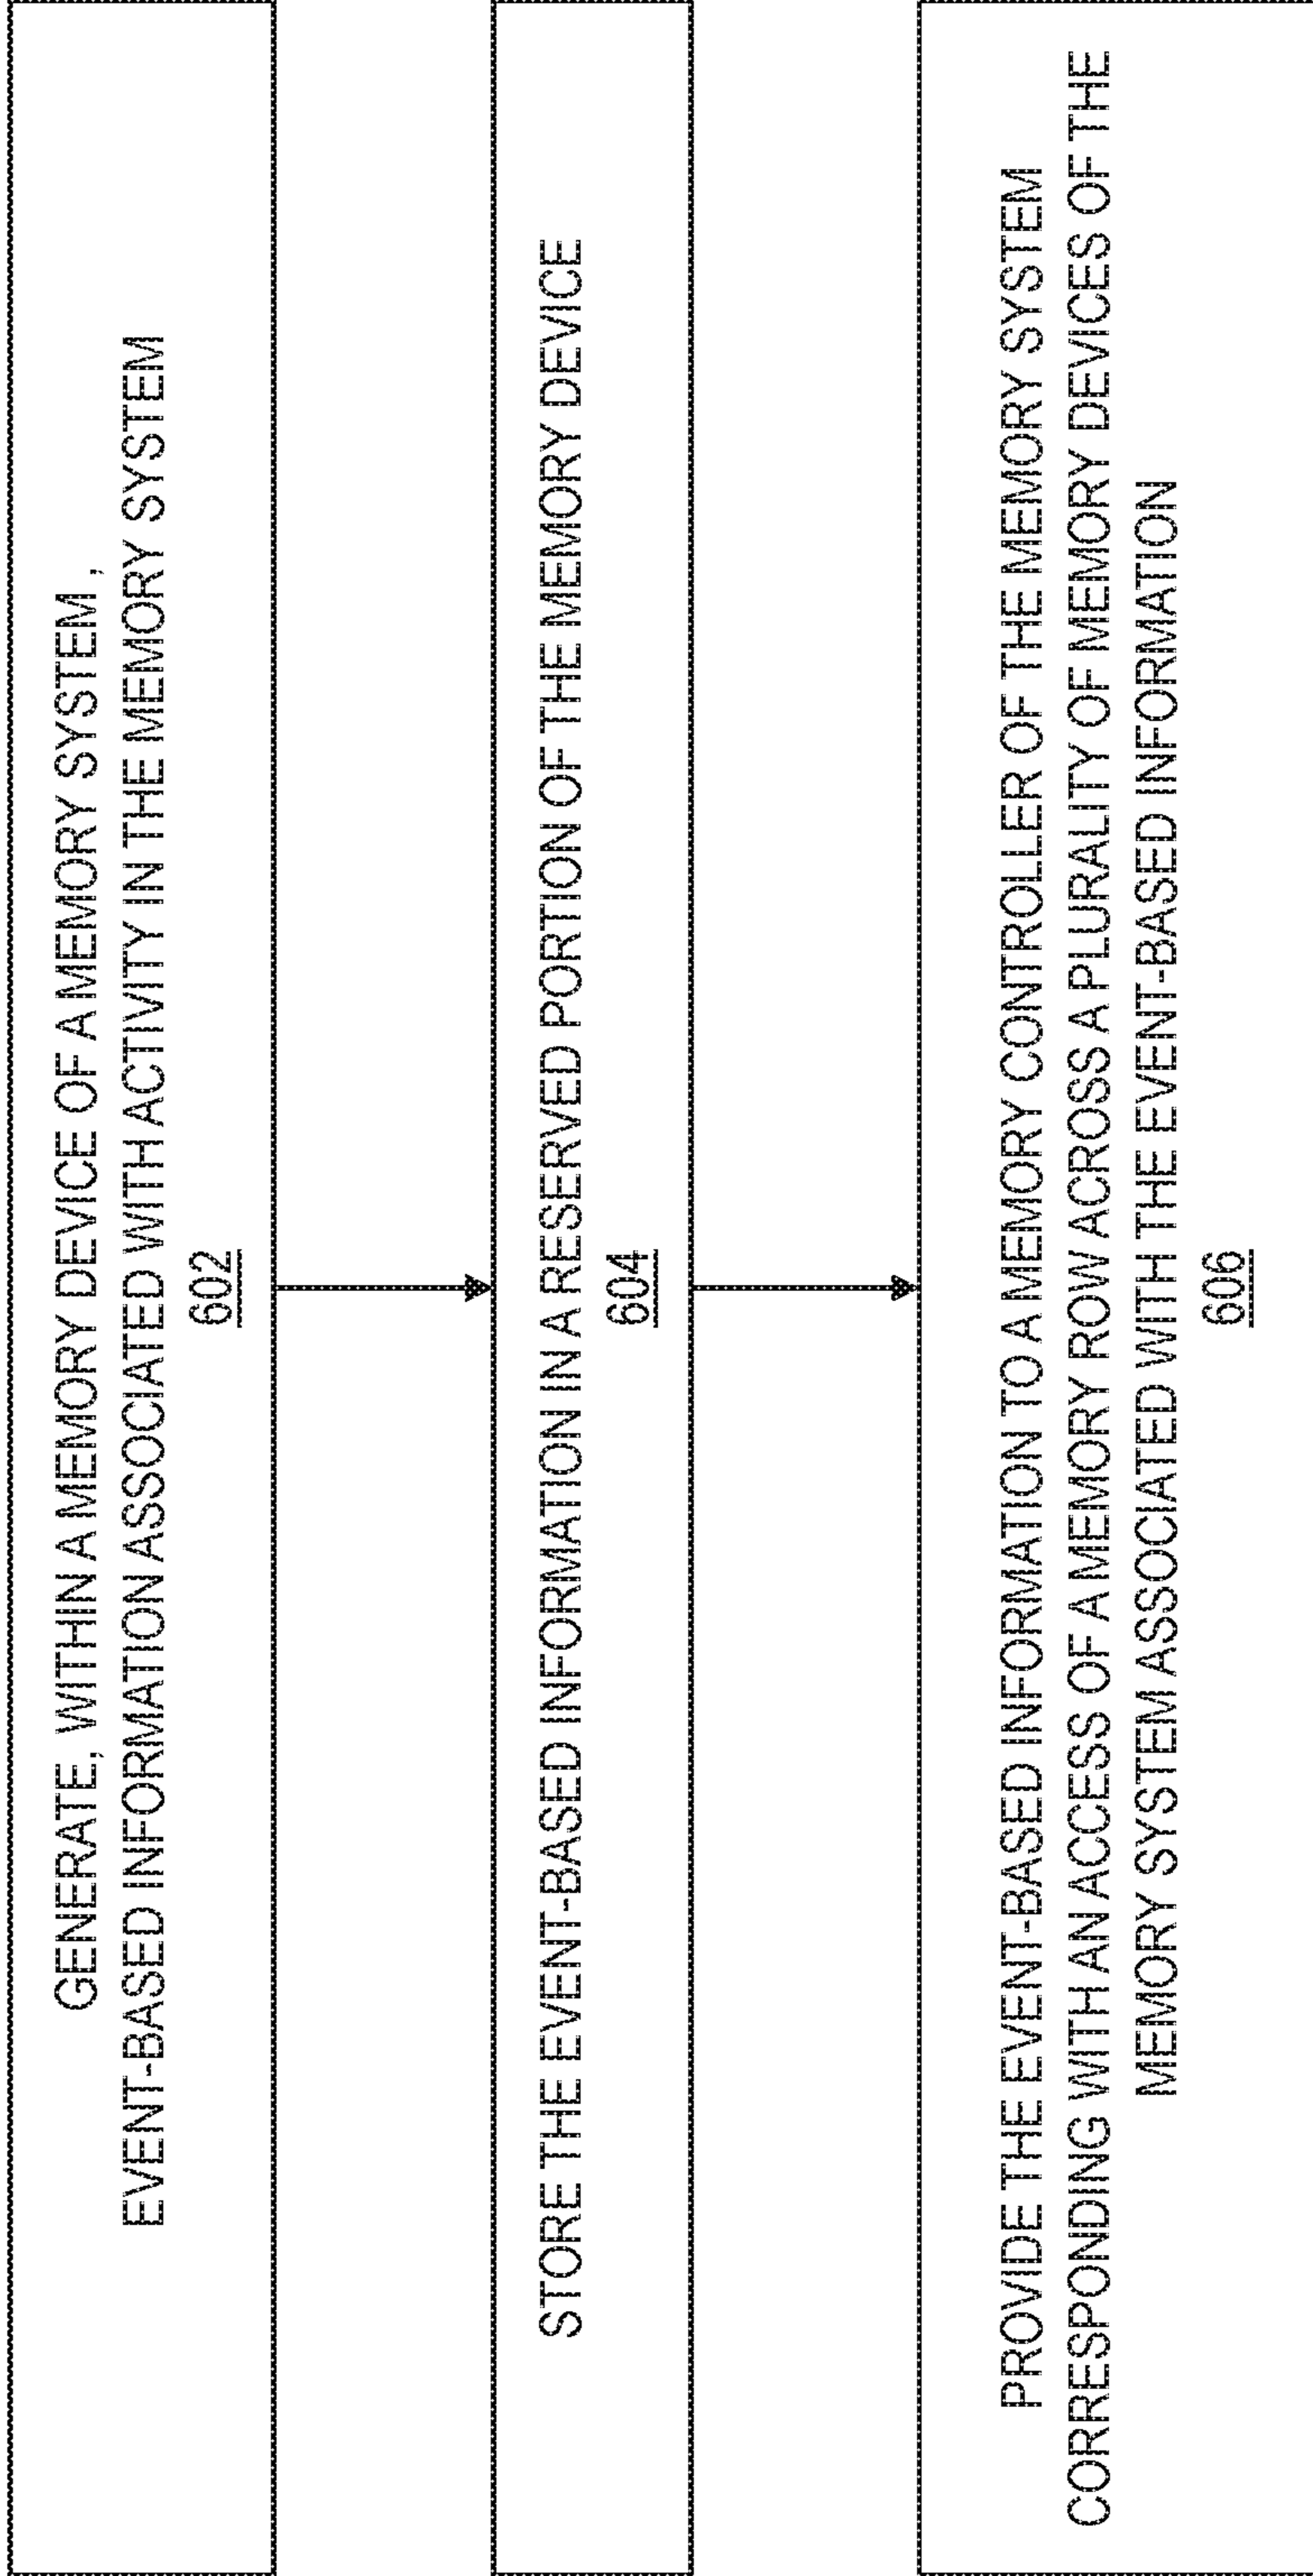 GENERATE, WITHIN A MEMORY DEVICE OF A MEMORY SYSTEM ,
EVENT-BASED INFORMATION ASSOCIATED WITH ACTIVITY IN THE MEMORY SYSTEM
602
STORE THE EVENT-BASED INFORMATION IN A RESERVED PORTION OF THE MEMORY DEVICE
604
PROVIDE THE EVENT-BASED INFORMATION TO A MEMORY CONTROLLER OF THE MEMORY SYSTEM
CORRESPONDING WITH AN ACCESS OF A MEMORY ROW ACROSS A PLURALITY OF MEMORY DEVICES OF THE
MEMORY SYSTEM ASSOCIATED WITH THE EVENT-BASED INFORMATION
606